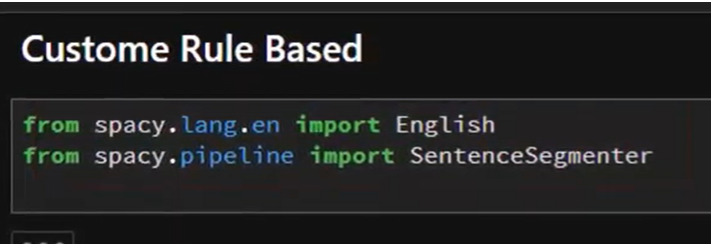 Custome Rule Based
from spacy.lang.en import English
from spacy.pipeline import SentenceSegmenter